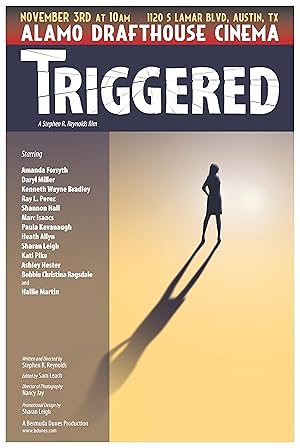 NOVEMBER 3RD AT 10AM 1120 S LAMAR BLVD, AUSTIN, TX
ALAMO DRAFTHOUSE CINEMA
TRIGGERED
A Stephen R. Reynolds film
Starring
Amanda Forsyth
Daryl Miller
Kenneth Wayne Bradley
Ray L. Perez
Shannon Hall
Marc Isaacs
Paula Kavanaugh
Heath Allyn
Sharan Leigh
Kati Pike
Ashley Hester
Bobbie Christina Ragsdale
and
Hallie Martin
Written and Directed by
Stephen R. Reynolds
Edited by Sam Leach
Director of Photography
Nancy Jay
Promotional Design by
Sharan Leigh
A Bermuda Dunes Production
www.bdunes.com